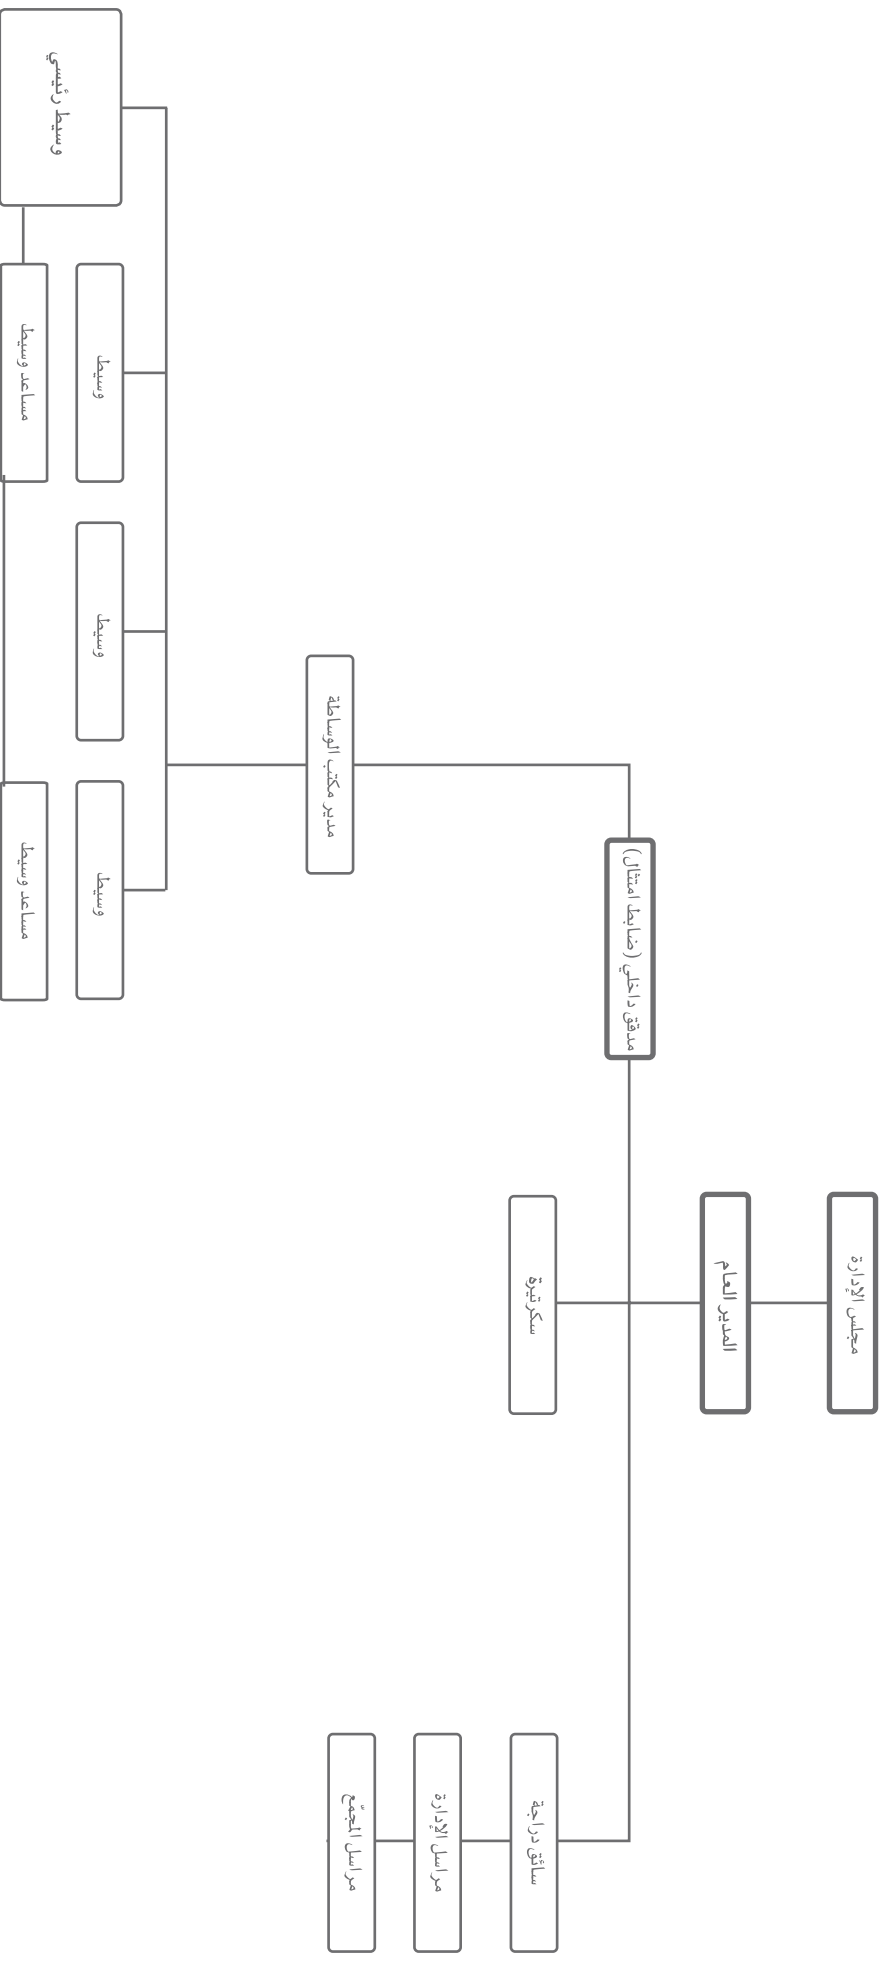 مجلس الإدارة
المدير العام
مدقق داخلي (ضابط امتثال)
سكرتيرة
سائق دراجة
مراسل الإدارة
مراسل المجمّع
مدير مكتب الوساطة
وسيط
وسيط
وسيط
وسيط رئيسي
مساعد وسيط
مساعد وسيط